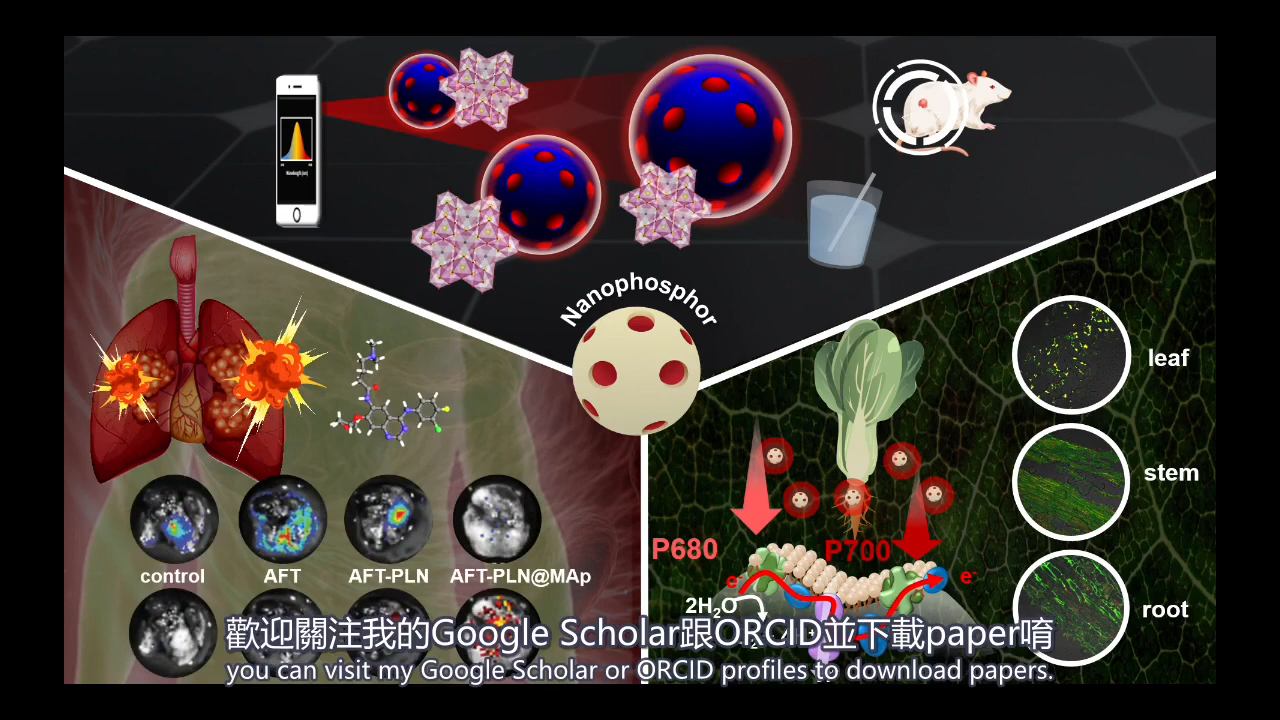 Nanophosphor
leaf
stem
root
control
AFT
AFT-PLN
AFT-PLN@MAp
P680
P700
e-
e-
2H₂O
歡迎關注我的Google Scholar跟ORCID並下載paper唷
you can visit my Google Scholar or ORCID profiles to download papers.